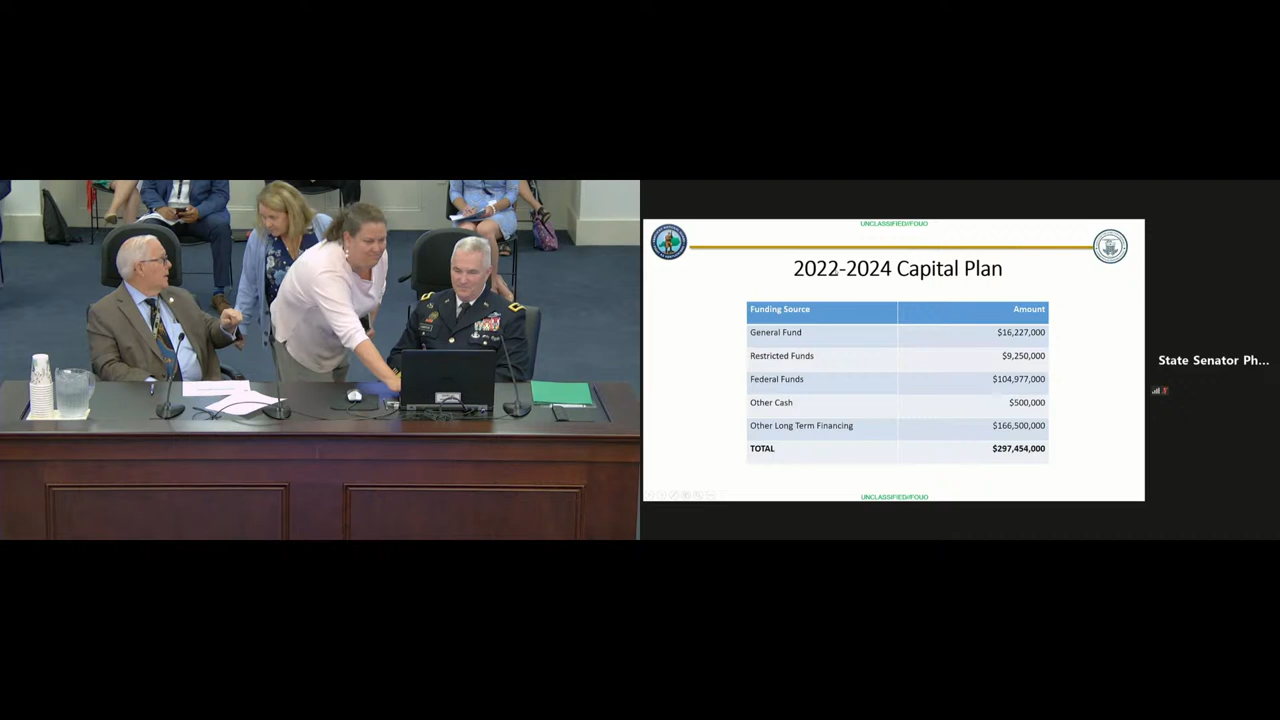 UNCLASSIFIED//FOUO
2022-2024 Capital Plan
Funding Source Amount
General Fund $16,227,000
Restricted Funds $9,250,000
Federal Funds $104,977,000
Other Cash $500,000
Other Long Term Financing $166,500,000
TOTAL $297,454,000
UNCLASSIFIED//FOUO
State Senator Ph...